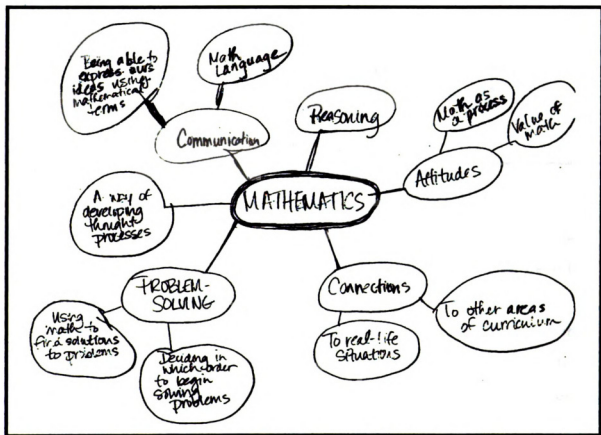 Being able to
express ours
ideas using
mathematical
terms
Math
Language
Communication
Reasoning
Math as
a process
Value of
Math
Attitudes
MATHEMATICS
A way of
developing
thought
processes
PROBLEM-
SOLVING
Using
math to
find solutions
to problems
Deciding in
which order
to begin
solving
problems
Connections
To real-life
situations
To other areas
of curriculum